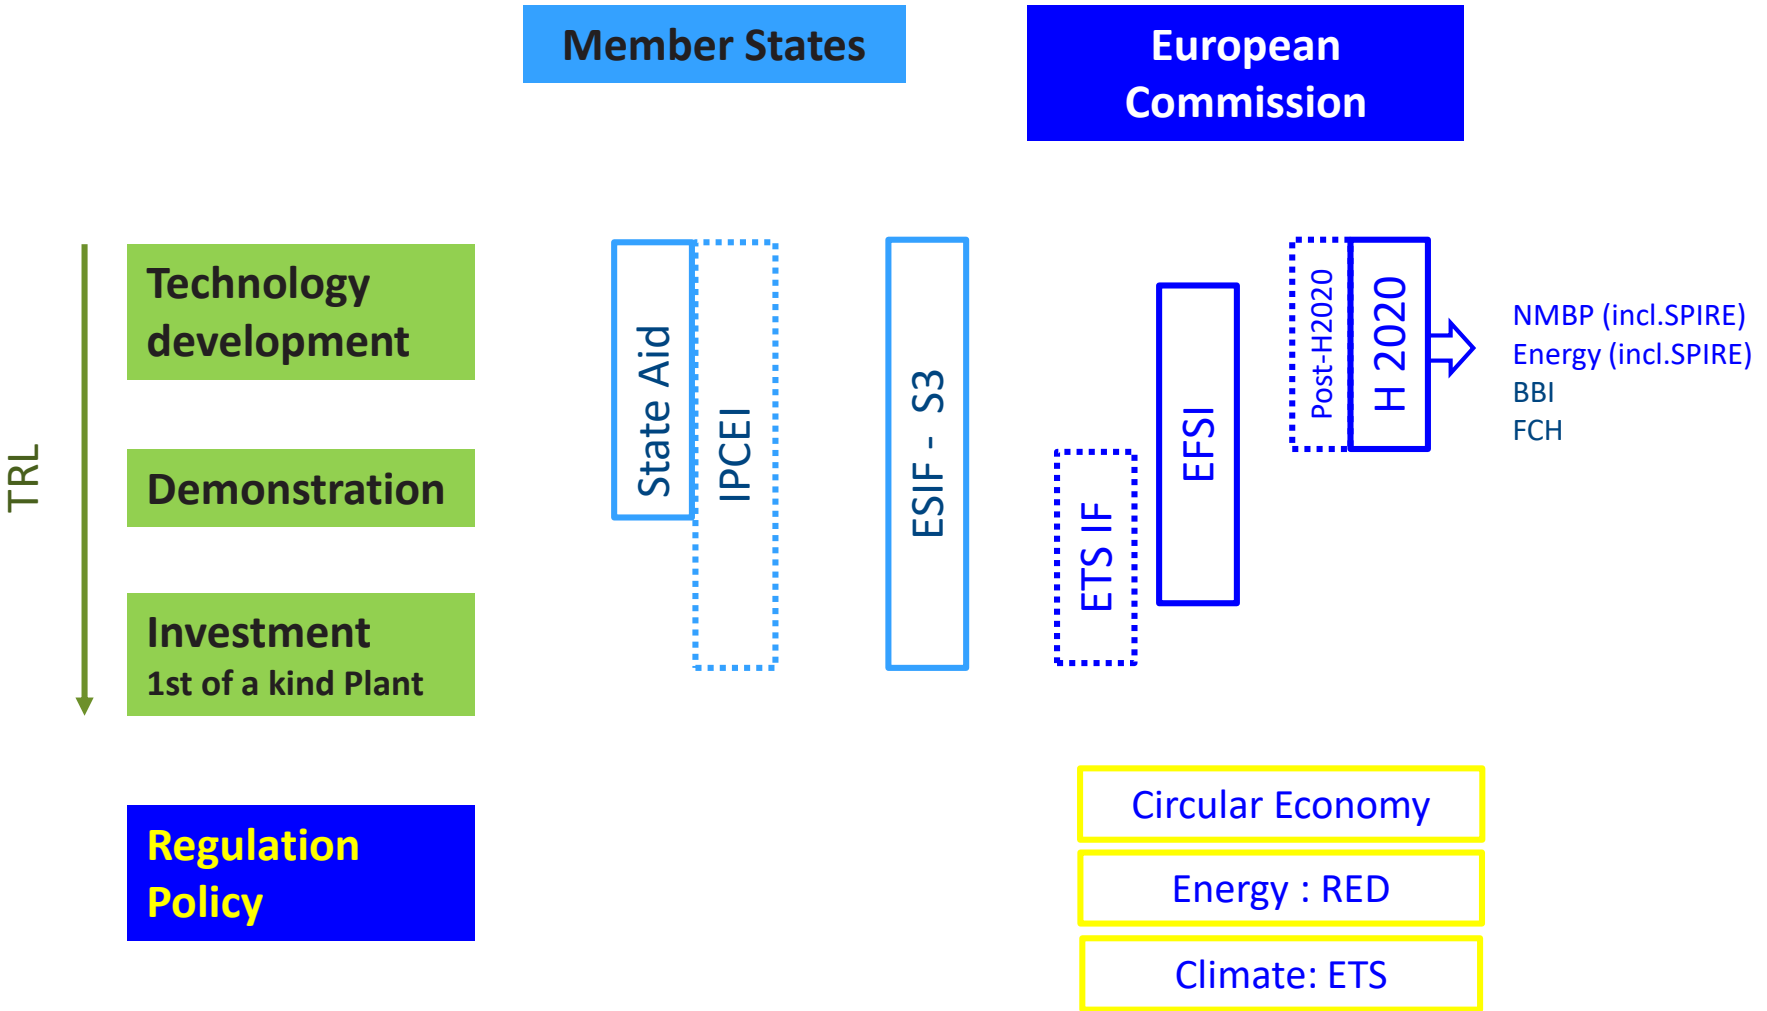 Member States
European
Commission
TRL
Technology
development
Demonstration
Investment
1st of a kind Plant
State Aid
IPCEI
ESIF - S3
ETS IF
EFSI
Post-H2020
H 2020
NMBP (incl.SPIRE)
Energy (incl.SPIRE)
BBI
FCH
Regulation
Policy
Circular Economy
Energy : RED
Climate: ETS